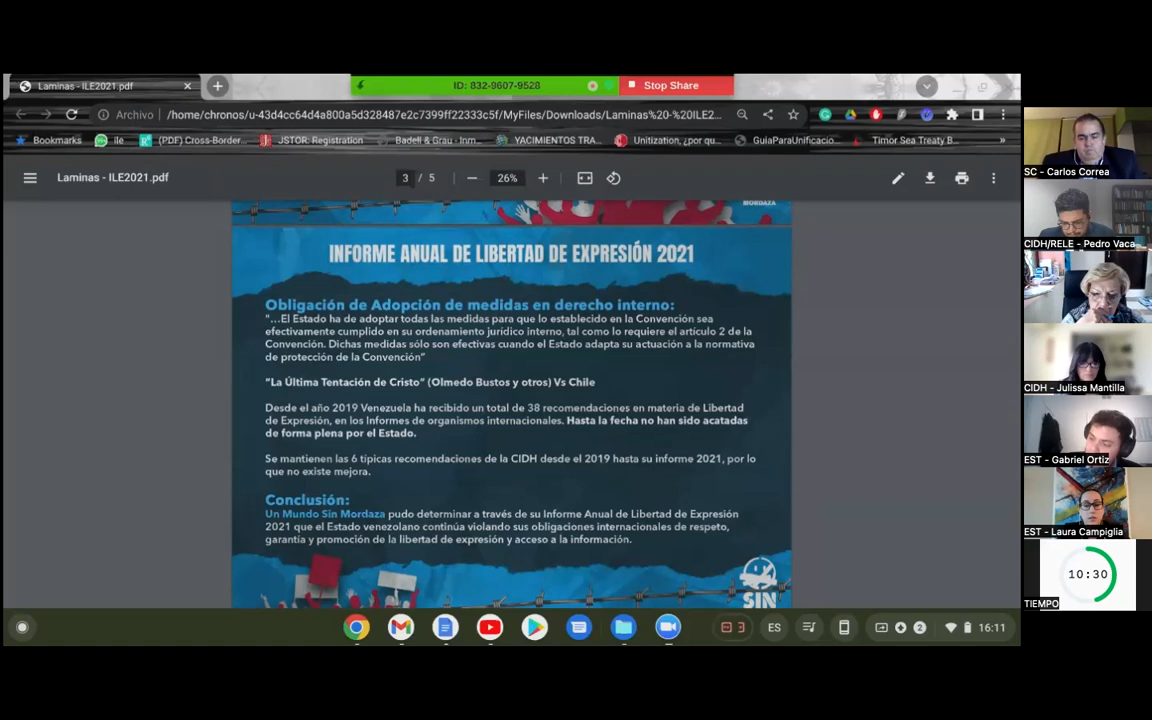 Laminas - ILE2021.pdf
ID: 832-9607-9528
Stop Share
Archivo
/home/chronos/u-43d4cc64d4a800a5d328487e2c7399ff22333c5f/MyFiles/Downloads/Laminas%20-%20ILE2...
Bookmarks
ile
(PDF) Cross-Border...
JSTOR: Registration
Badell & Grau - Inm...
YACIMIENTOS TRA...
Unitization, ¿por qu...
GuiaParaUnificacio...
Timor Sea Treaty B...
»
Laminas - ILE2021.pdf
3 / 5
26%
MORDAZA
INFORME ANUAL DE LIBERTAD DE EXPRESIÓN 2021
Obligación de Adopción de medidas en derecho interno:
"...El Estado ha de adoptar todas las medidas para que lo establecido en la Convención sea
efectivamente cumplido en su ordenamiento jurídico interno, tal como lo requiere el artículo 2 de la
Convención. Dichas medidas sólo son efectivas cuando el Estado adapta su actuación a la normativa
de protección de la Convención"
"La Última Tentación de Cristo" (Olmedo Bustos y otros) Vs Chile
Desde el año 2019 Venezuela ha recibido un total de 38 recomendaciones en materia de Libertad
de Expresión, en los Informes de organismos internacionales. Hasta la fecha no han sido acatadas
de forma plena por el Estado.
Se mantienen las 6 típicas recomendaciones de la CIDH desde el 2019 hasta su informe 2021, por lo
que no existe mejora.
Conclusión:
Un Mundo Sin Mordaza pudo determinar a través de su Informe Anual de Libertad de Expresión
2021 que el Estado venezolano continúa violando sus obligaciones internacionales de respeto,
garantía y promoción de la libertad de expresión y acceso a la información.
SIN
3
ES
2
16:11
SC - Carlos Correa
CIDH/RELE - Pedro Vaca
CIDH - Julissa Mantilla
EST - Gabriel Ortiz
EST - Laura Campiglia
10:30
TIEMPO